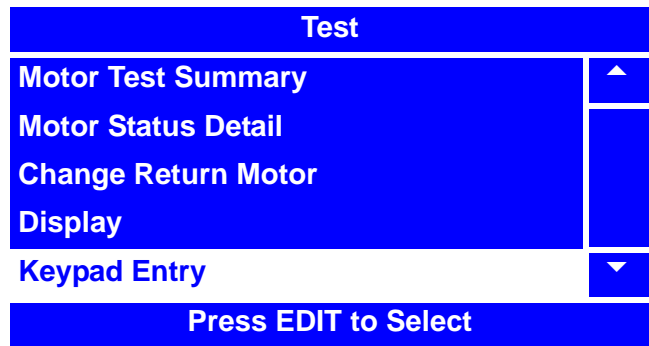 Test
Motor Test Summary
Motor Status Detail
Change Return Motor
Display
Keypad Entry
Press EDIT to Select